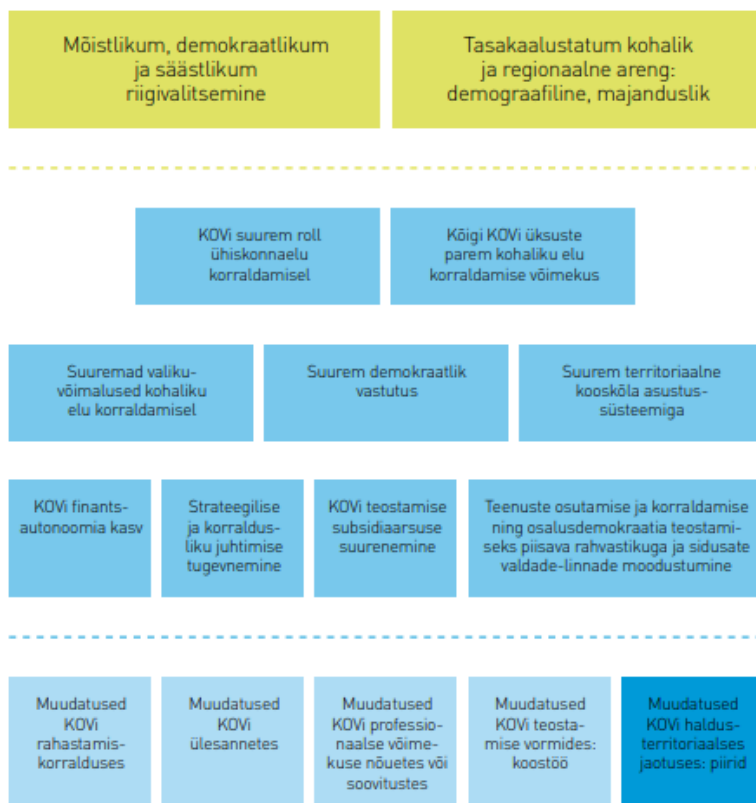 Mõistlikum, demokraatlikum
ja säästlikum
riigivalitsemine
Tasakaalustatum kohalik
ja regionaalne areng:
demograafiline, majanduslik
KOVi suurem roll
ühiskonnaelu
korraldamisel
Kõigi KOVi üksuste
parem kohaliku elu
korraldamise võimekus
Suuremad valiku-
võimalused kohaliku
elu korraldamisel
Suurem demokraatlik
vastutus
Suurem territoriaalne
kooskõla asustus-
süsteemiga
KOVi finants-
autonoomia kasv
Strateegilise
ja korraldus-
liku juhtimise
tugevnemine
KOVi teostamise
subsidiaarsuse
suurenemine
Teenuste osutamise ja korraldamise
ning osalusdemokraatia teostami-
seks piisava rahvastikuga ja sidusate
valdade-linnade moodustumine
Muudatused
KOVi
rahastamis-
korralduses
Muudatused
KOVi
ülesannetes
Muudatused
KOVi professio-
naalse võime-
kuse nõuetes või
soovitustes
Muudatused
KOVi teosta-
mise vormides:
koostöö
Muudatused
KOVi haldus-
territoriaalses
jaotuses: piirid